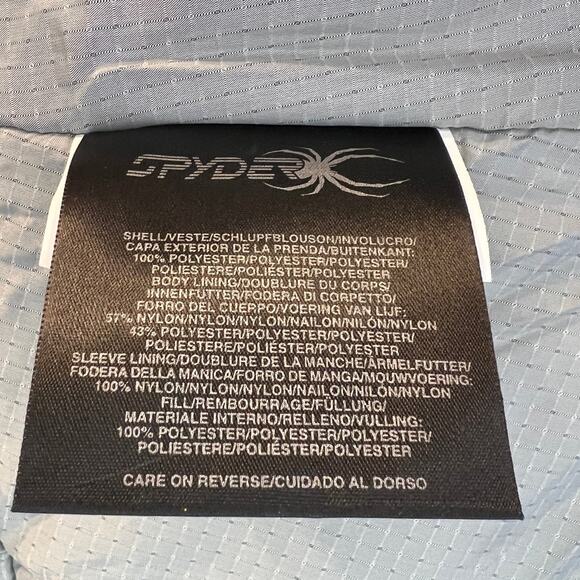 SPYDER
SHELL/VESTE/SCHLUPFBLOUSON/INVOLUCRO/
CAPA EXTERIOR DE LA PRENDA/BUITENKANT:
100% POLYESTER/POLYESTER/POLYESTER/
POLIESTERE/POLIÉSTER/POLYESTER
BODY LINING/DOUBLURE DU CORPS/
INNENFUTTER/FODERA DI CORPETTO/
FORRO DEL CUERPO/VOERING VAN LIJF:
57% NYLON/NYLON/NYLON/NAILON/NILÓN/NYLON
43% POLYESTER/POLYESTER/POLYESTER/
POLIESTERE/POLIÉSTER/POLYESTER
SLEEVE LINING/DOUBLURE DE LA MANCHE/ÄRMELFUTTER/
FODERA DELLA MANICA/FORRO DE MANGA/MOUWVOERING:
100% NYLON/NYLON/NYLON/NAILON/NILÓN/NYLON
FILL/REMBOURRAGE/FÜLLUNG/
MATERIALE INTERNO/RELLENO/VULLING:
100% POLYESTER/POLYESTER/POLYESTER/
POLIESTERE/POLIÉSTER/POLYESTER
CARE ON REVERSE/CUIDADO AL DORSO